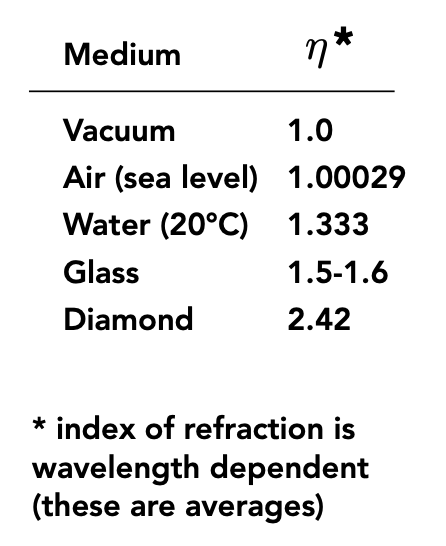 Medium η*
Vacuum 1.0
Air (sea level) 1.00029
Water (20°C) 1.333
Glass 1.5-1.6
Diamond 2.42
* index of refraction is
wavelength dependent
(these are averages)